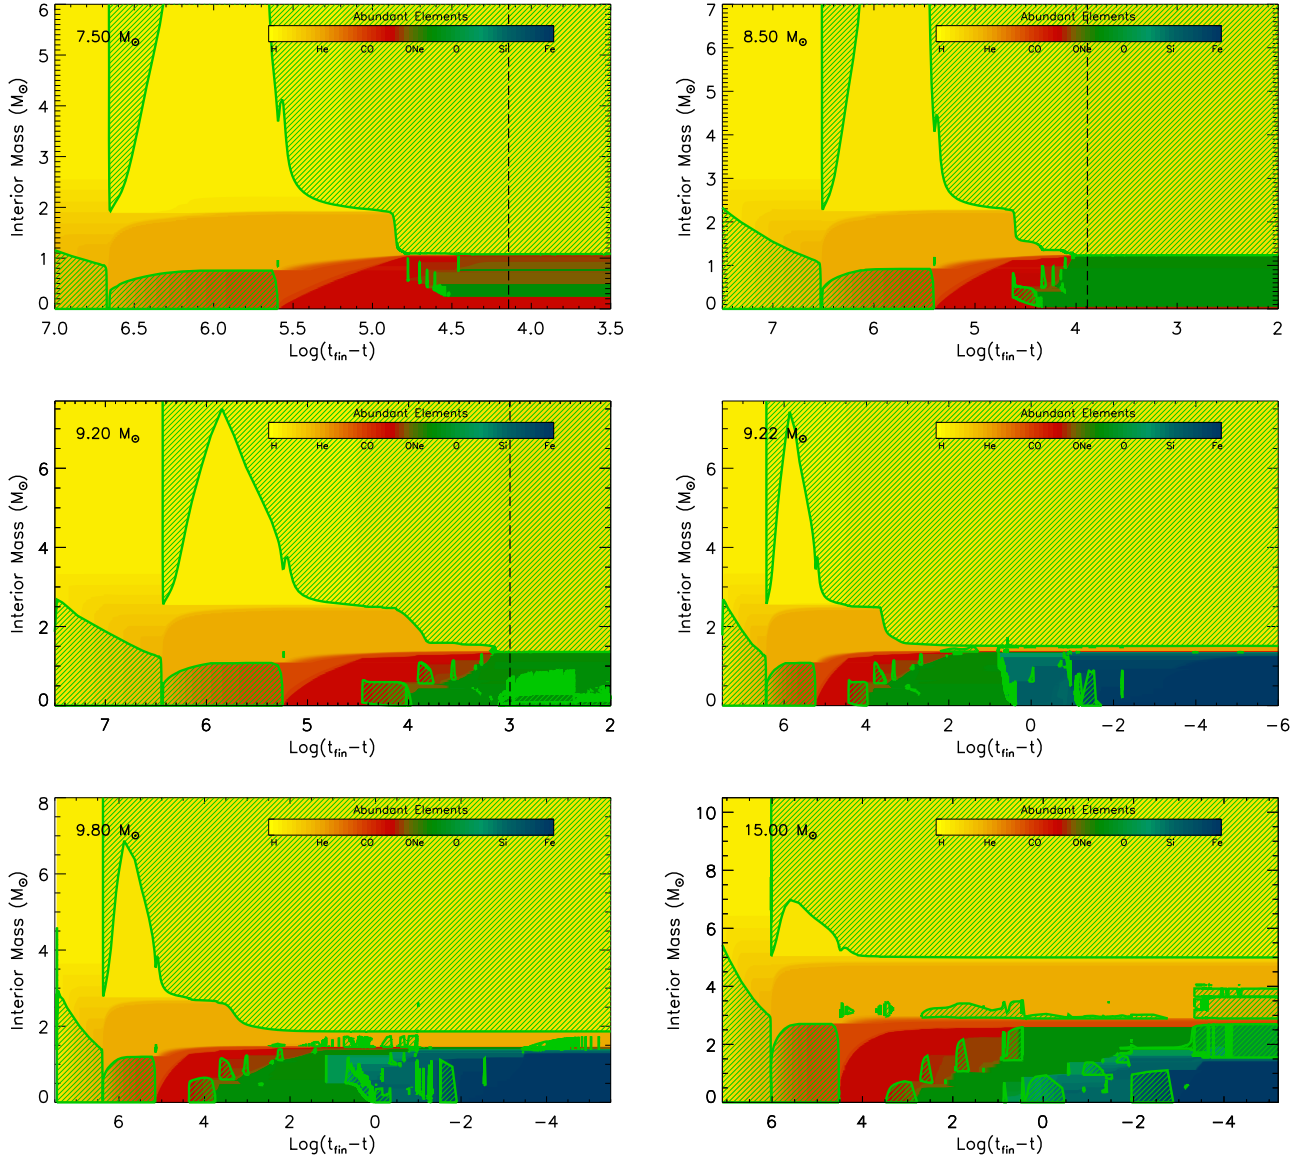 Abundant Elements
7.50 M⊙
H He CO ONe O Si Fe
Interior Mass (M⊙)
6
5
4
3
2
1
0
7.0 6.5 6.0 5.5 5.0 4.5 4.0 3.5
Log(tfin−t)
Abundant Elements
8.50 M⊙
H He CO ONe O Si Fe
Interior Mass (M⊙)
7
6
5
4
3
2
1
0
7 6 5 4 3 2
Log(tfin−t)
Abundant Elements
9.20 M⊙
H He CO ONe O Si Fe
Interior Mass (M⊙)
6
4
2
0
7 6 5 4 3 2
Log(tfin−t)
Abundant Elements
9.22 M⊙
H He CO ONe O Si Fe
Interior Mass (M⊙)
6
4
2
0
6 4 2 0 −2 −4 −6
Log(tfin−t)
Abundant Elements
9.80 M⊙
H He CO ONe O Si Fe
Interior Mass (M⊙)
8
6
4
2
0
6 4 2 0 −2 −4
Log(tfin−t)
Abundant Elements
15.00 M⊙
H He CO ONe O Si Fe
Interior Mass (M⊙)
10
8
6
4
2
0
6 4 2 0 −2 −4
Log(tfin−t)